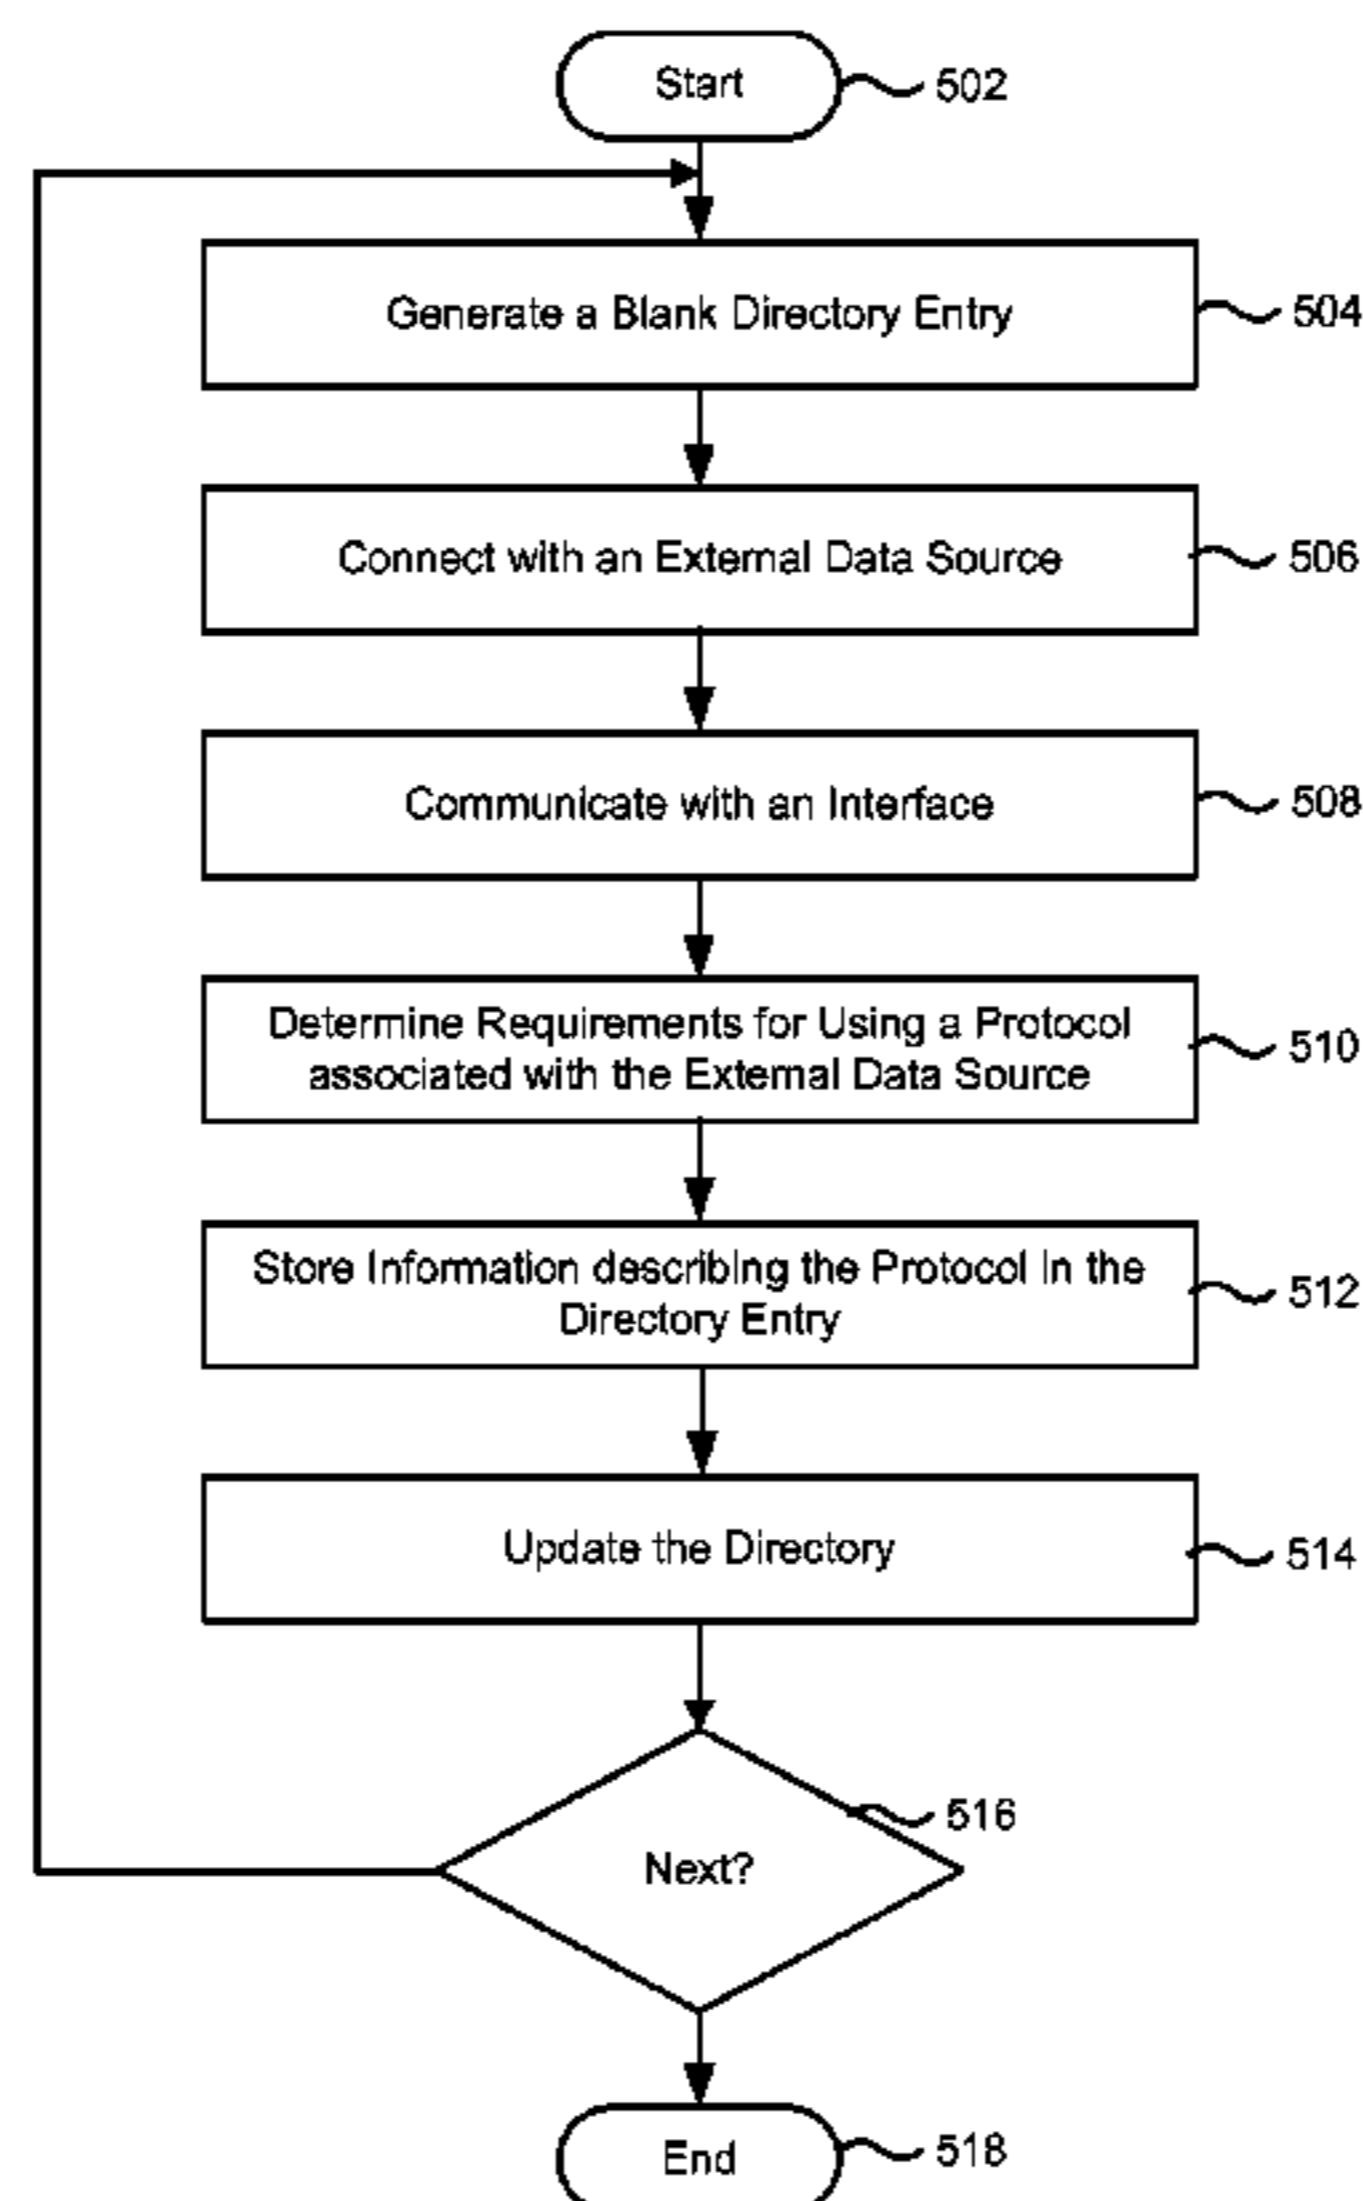 Start
502
Generate a Blank Directory Entry
504
Connect with an External Data Source
506
Communicate with an Interface
508
Determine Requirements for Using a Protocol
associated with the External Data Source
510
Store Information describing the Protocol in the
Directory Entry
512
Update the Directory
514
516
Next?
End
518